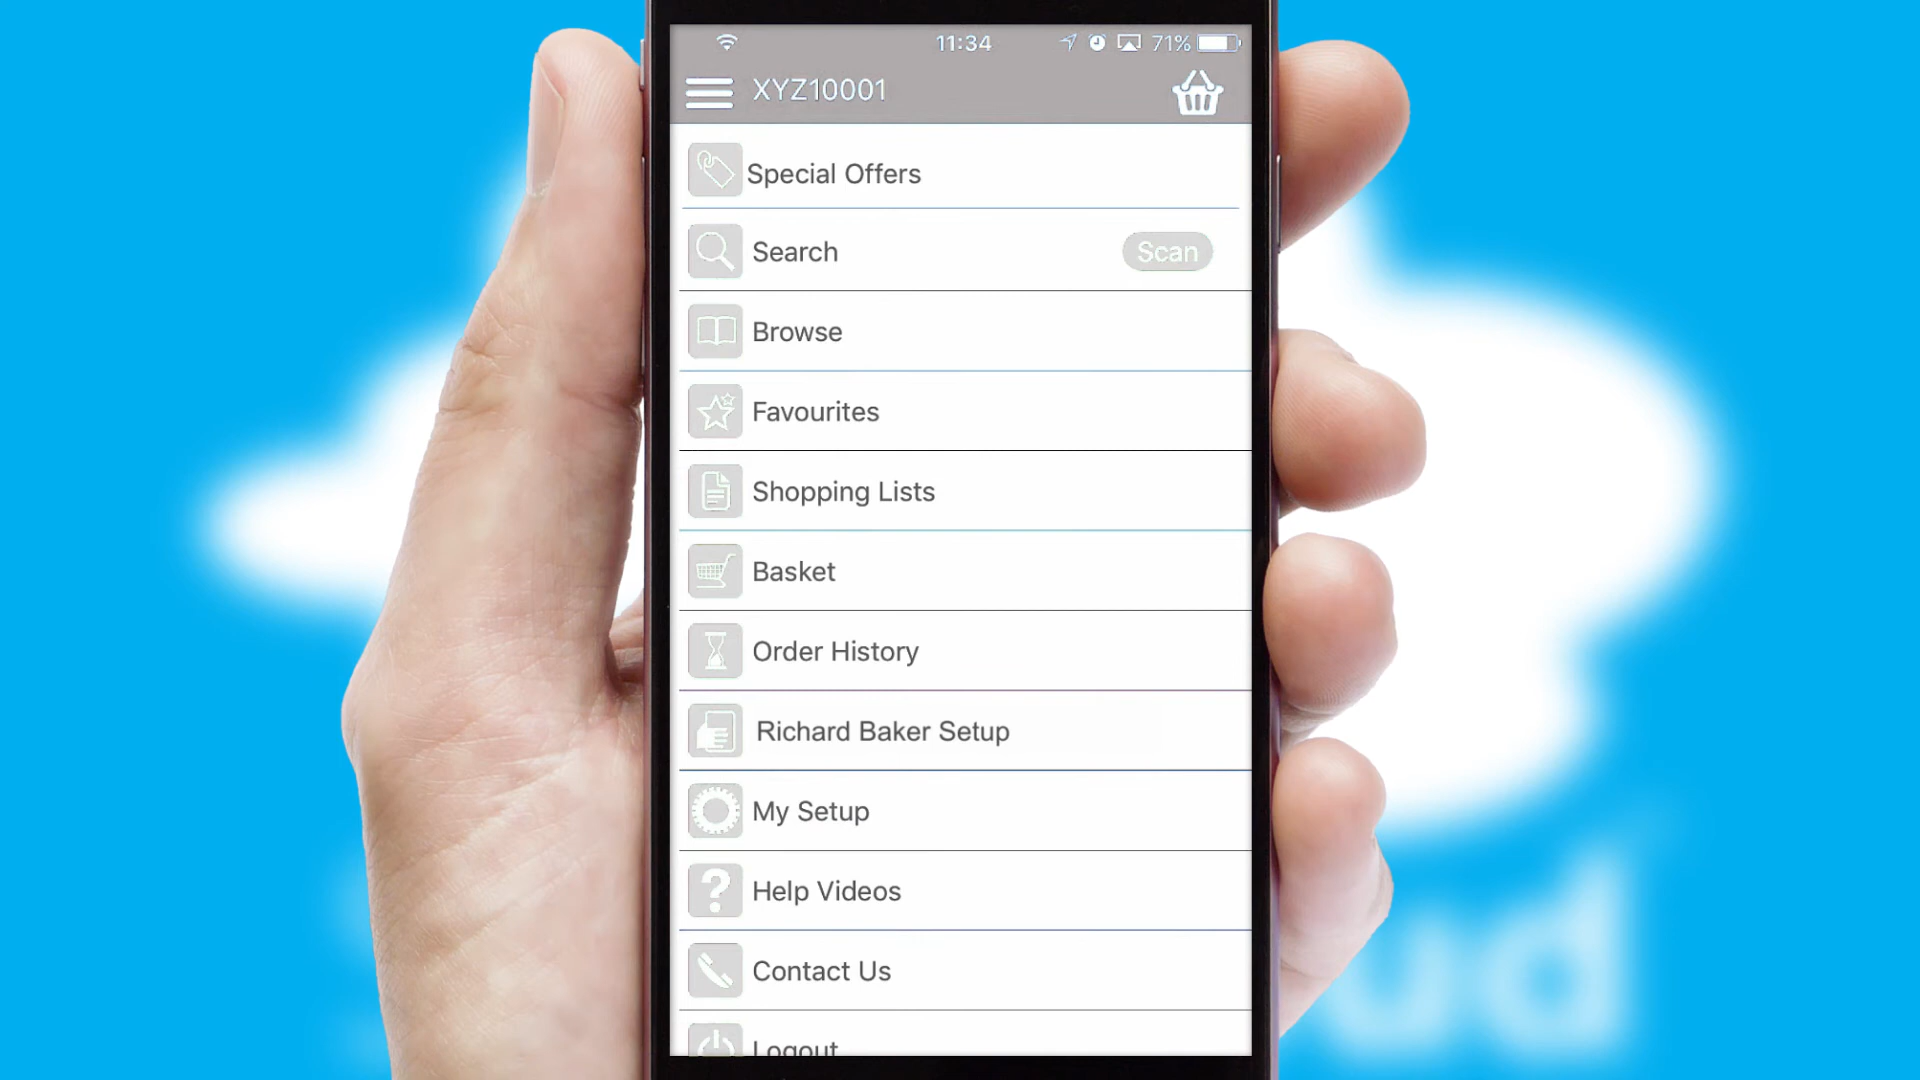 11:34 71%
XYZ10001
Special Offers
Search Scan
Browse
Favourites
Shopping Lists
Basket
Order History
Richard Baker Setup
My Setup
Help Videos
Contact Us
Logout
ud